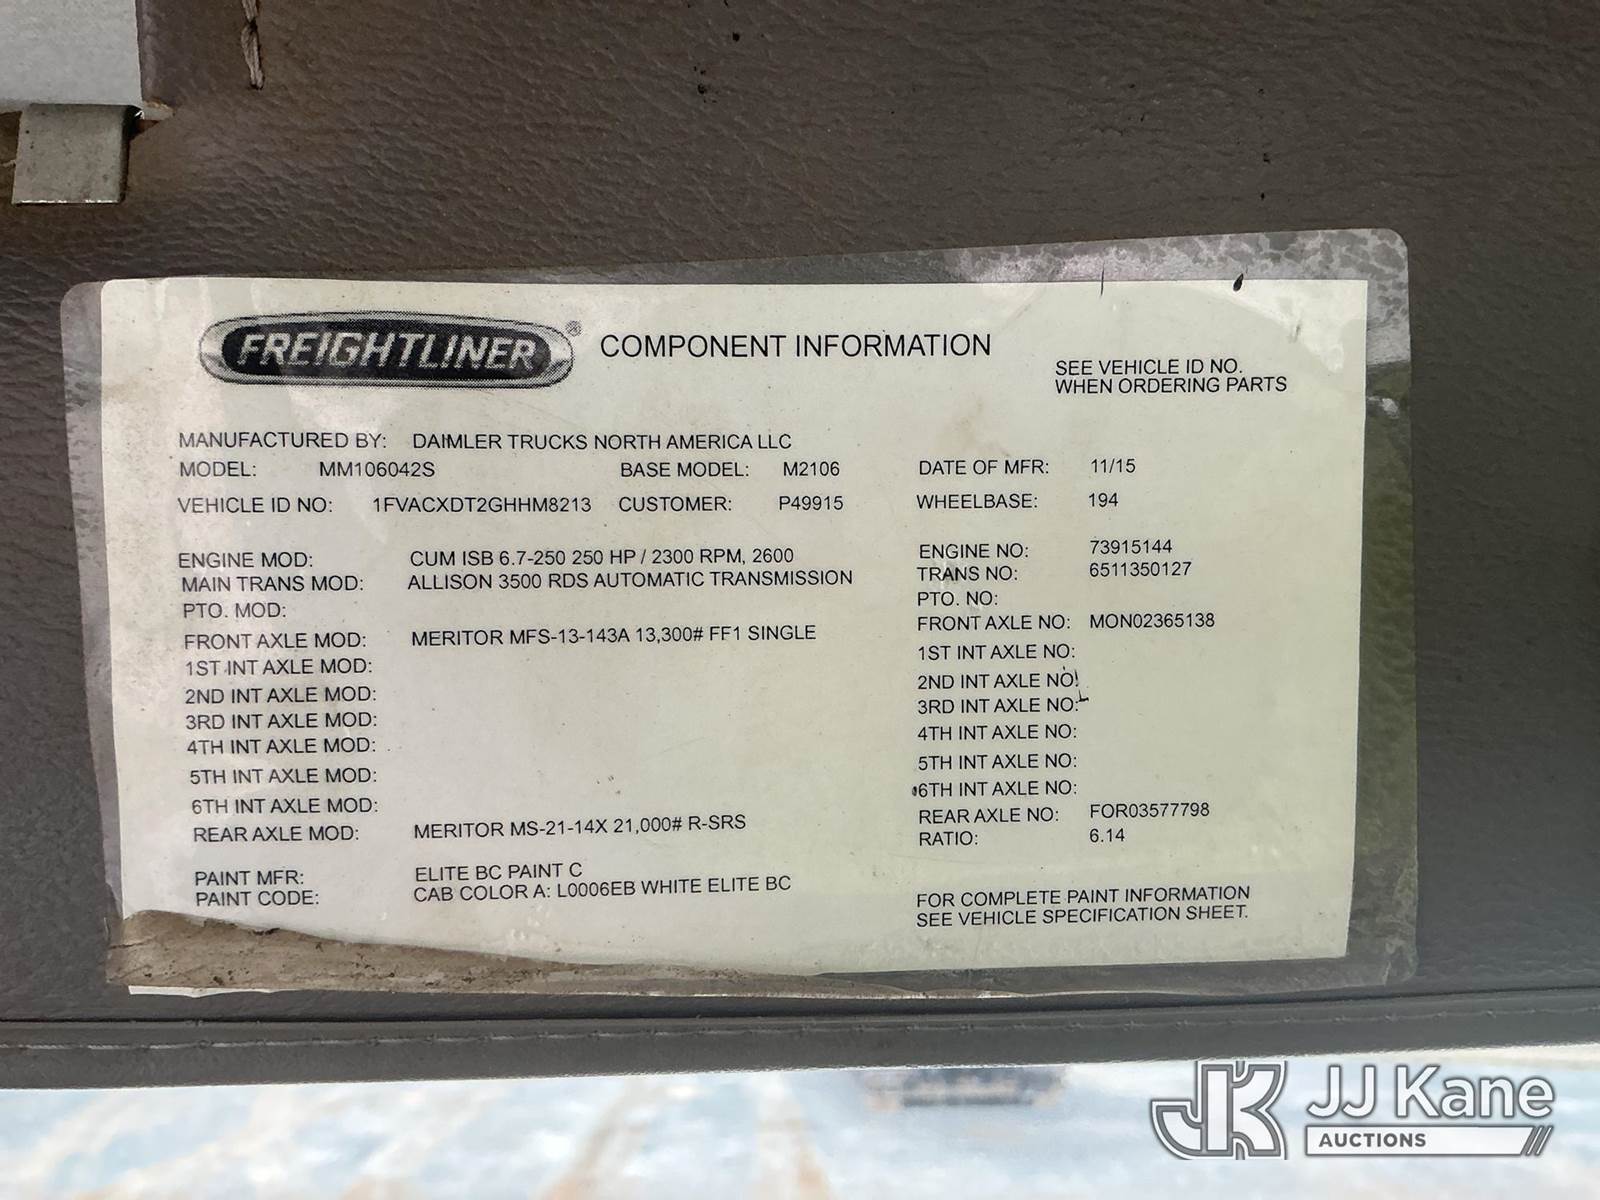 FREIGHTLINER® COMPONENT INFORMATION
SEE VEHICLE ID NO.
WHEN ORDERING PARTS
MANUFACTURED BY: DAIMLER TRUCKS NORTH AMERICA LLC
MODEL: MM106042S BASE MODEL: M2106 DATE OF MFR: 11/15
VEHICLE ID NO: 1FVACXDT2GHHM8213 CUSTOMER: P49915 WHEELBASE: 194
ENGINE MOD: CUM ISB 6.7-250 250 HP / 2300 RPM, 2600 ENGINE NO: 73915144
MAIN TRANS MOD: ALLISON 3500 RDS AUTOMATIC TRANSMISSION TRANS NO: 6511350127
PTO. MOD: PTO. NO:
FRONT AXLE MOD: MERITOR MFS-13-143A 13,300# FF1 SINGLE FRONT AXLE NO: MON02365138
1ST INT AXLE MOD: 1ST INT AXLE NO:
2ND INT AXLE MOD: 2ND INT AXLE NO:
3RD INT AXLE MOD: 3RD INT AXLE NO:
4TH INT AXLE MOD: 4TH INT AXLE NO:
5TH INT AXLE MOD: 5TH INT AXLE NO:
6TH INT AXLE MOD: 6TH INT AXLE NO:
REAR AXLE MOD: MERITOR MS-21-14X 21,000# R-SRS REAR AXLE NO: FOR03577798
RATIO: 6.14
PAINT MFR: ELITE BC PAINT C
PAINT CODE: CAB COLOR A: L0006EB WHITE ELITE BC
FOR COMPLETE PAINT INFORMATION
SEE VEHICLE SPECIFICATION SHEET.
JK JJ Kane
AUCTIONS